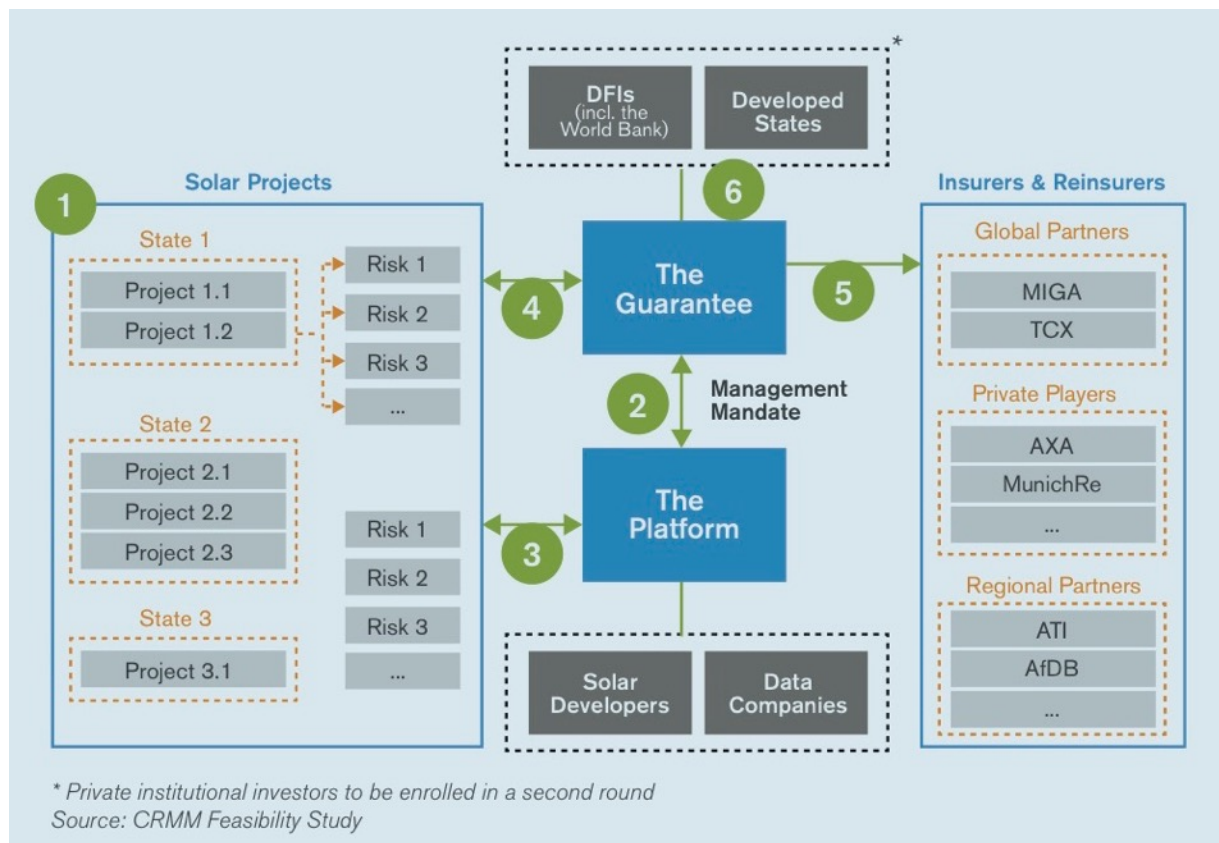 *
DFIs
(incl. the
World Bank)
Developed
States
6
Solar Projects
1
State 1
Project 1.1
Project 1.2
Risk 1
Risk 2
Risk 3
...
State 2
Project 2.1
Project 2.2
Project 2.3
Risk 1
Risk 2
Risk 3
...
State 3
Project 3.1
4
The
Guarantee
5
2
Management
Mandate
3
The
Platform
Solar
Developers
Data
Companies
Insurers & Reinsurers
Global Partners
MIGA
TCX
Private Players
AXA
MunichRe
...
Regional Partners
ATI
AfDB
...
* Private institutional investors to be enrolled in a second round
Source: CRMM Feasibility Study